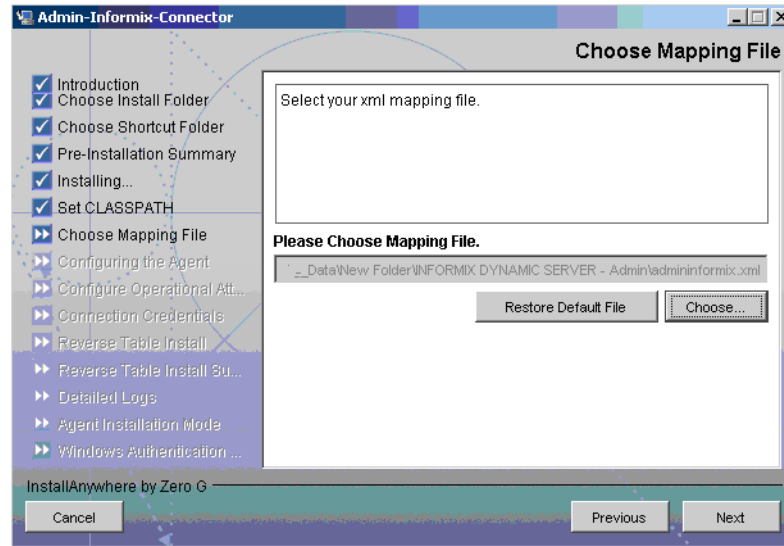 Admin-Informix-Connector
Choose Mapping File
Introduction
Choose Install Folder
Choose Shortcut Folder
Pre-Installation Summary
Installing...
Set CLASSPATH
Choose Mapping File
Configuring the Agent
Configure Operational Att...
Connection Credentials
Reverse Table Install
Reverse Table Install Su...
Detailed Logs
Agent Installation Mode
Windows Authentication ...
Select your xml mapping file.
Please Choose Mapping File.
_Data\New Folder\INFORMIX DYNAMIC SERVER - Admin\admininformix.xml
Restore Default File
Choose...
InstallAnywhere by Zero G
Cancel
Previous
Next